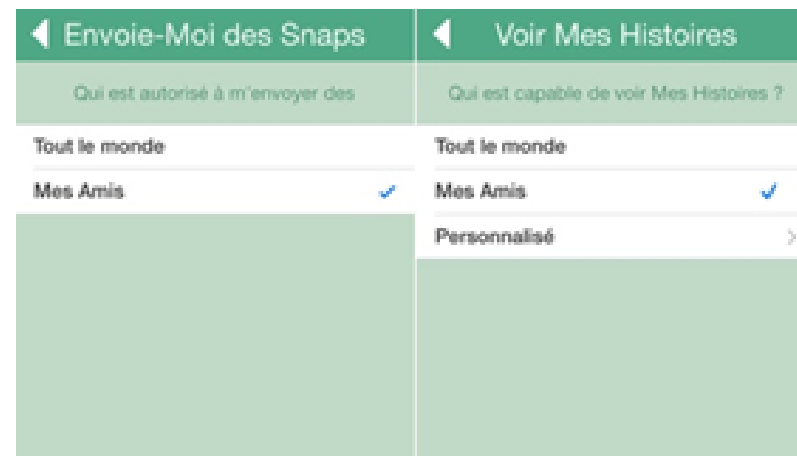 Envoie-Moi des Snaps
Qui est autorisé à m'envoyer des
Tout le monde
Mes Amis
Voir Mes Histoires
Qui est capable de voir Mes Histoires ?
Tout le monde
Mes Amis
Personnalisé